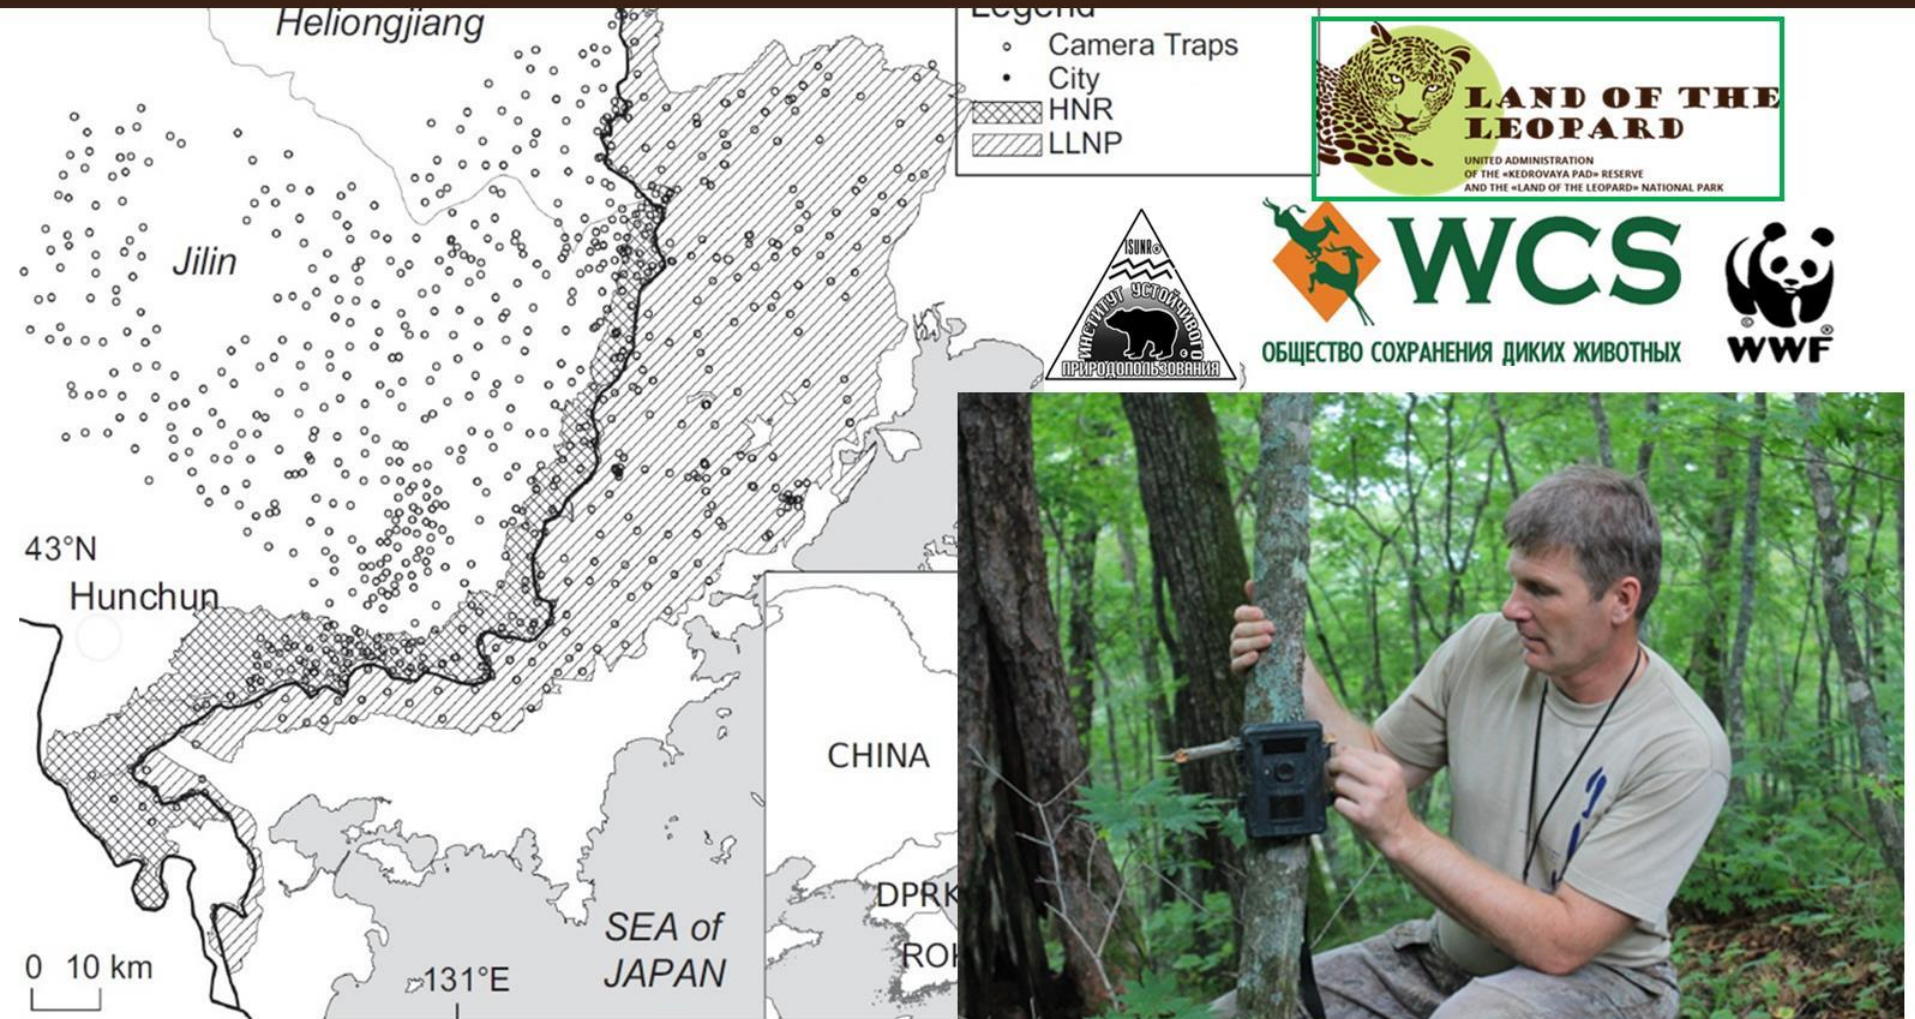 Heliongjiang
Legend
Camera Traps
City
HNR
LLNP
Jilin
43°N
Hunchun
0 10 km
131°E
SEA of
JAPAN
CHINA
DPRK
LAND OF THE
LEOPARD
UNITED ADMINISTRATION
OF THE «KEDROVAYA PAD» RESERVE
AND THE «LAND OF THE LEOPARD» NATIONAL PARK
ISUNR®
ИНСТИТУТ УСТОЙЧИВОГО
ПРИРОДОПОЛЬЗОВАНИЯ
WCS
ОБЩЕСТВО СОХРАНЕНИЯ ДИКИХ ЖИВОТНЫХ
©
®
WWF